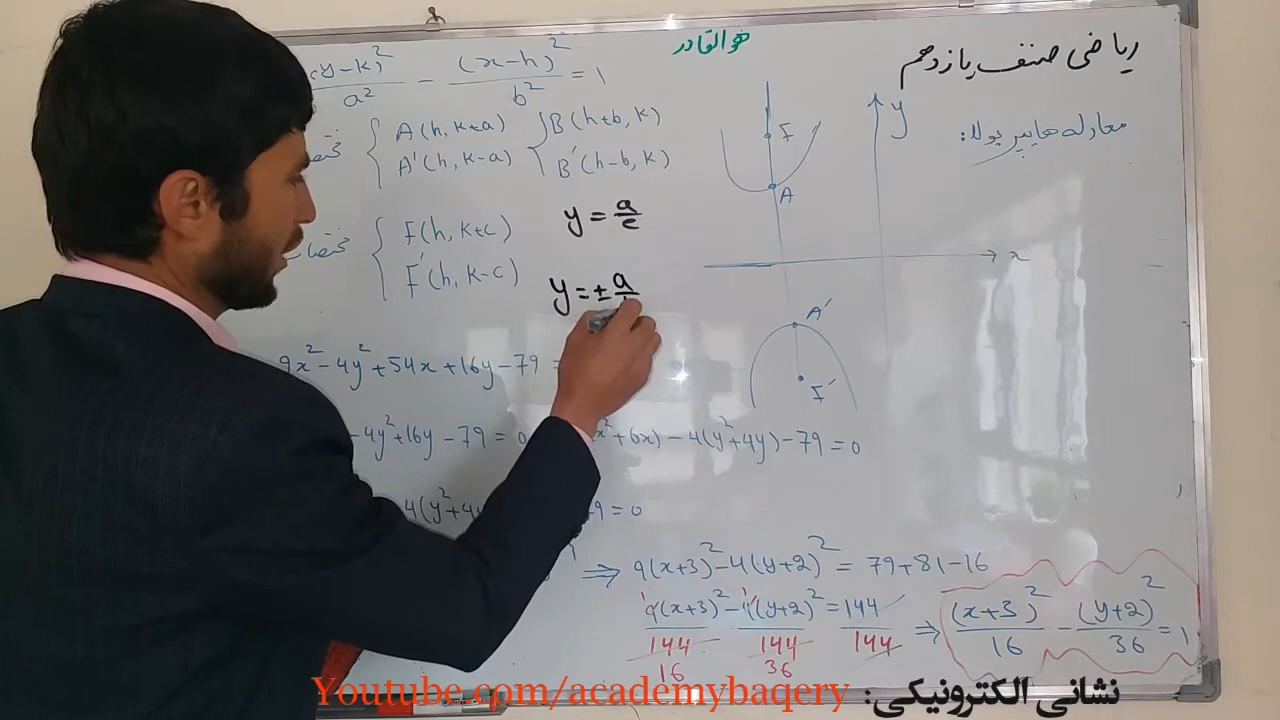 هوالقادر
ریاضی صنف یازدهم
معادله هایپربولا:
(y-k)²/a² - (x-h)²/b² = 1
A(h, k+a) B(h+b, k)
A'(h, k-a) B'(h-b, k)
F(h, k+c)
F'(h, k-c)
y = a/c
y = ± a
y
F
A
x
A'
F'
9x² - 4y² + 54x + 16y - 79 =
- 4y² + 16y - 79 = 0
x² + 6x) - 4(y² + 4y) - 79 = 0
4(y² + 4y
9 = 0
⇒ 9(x+3)² - 4(y+2)² = 79 + 81 - 16
9(x+3)²/144 - 4(y+2)²/144 = 144/144 ⇒ (x+3)²/16 - (y+2)²/36 = 1
16 36
نشانی الکترونیکی: Youtube.com/academybaqery